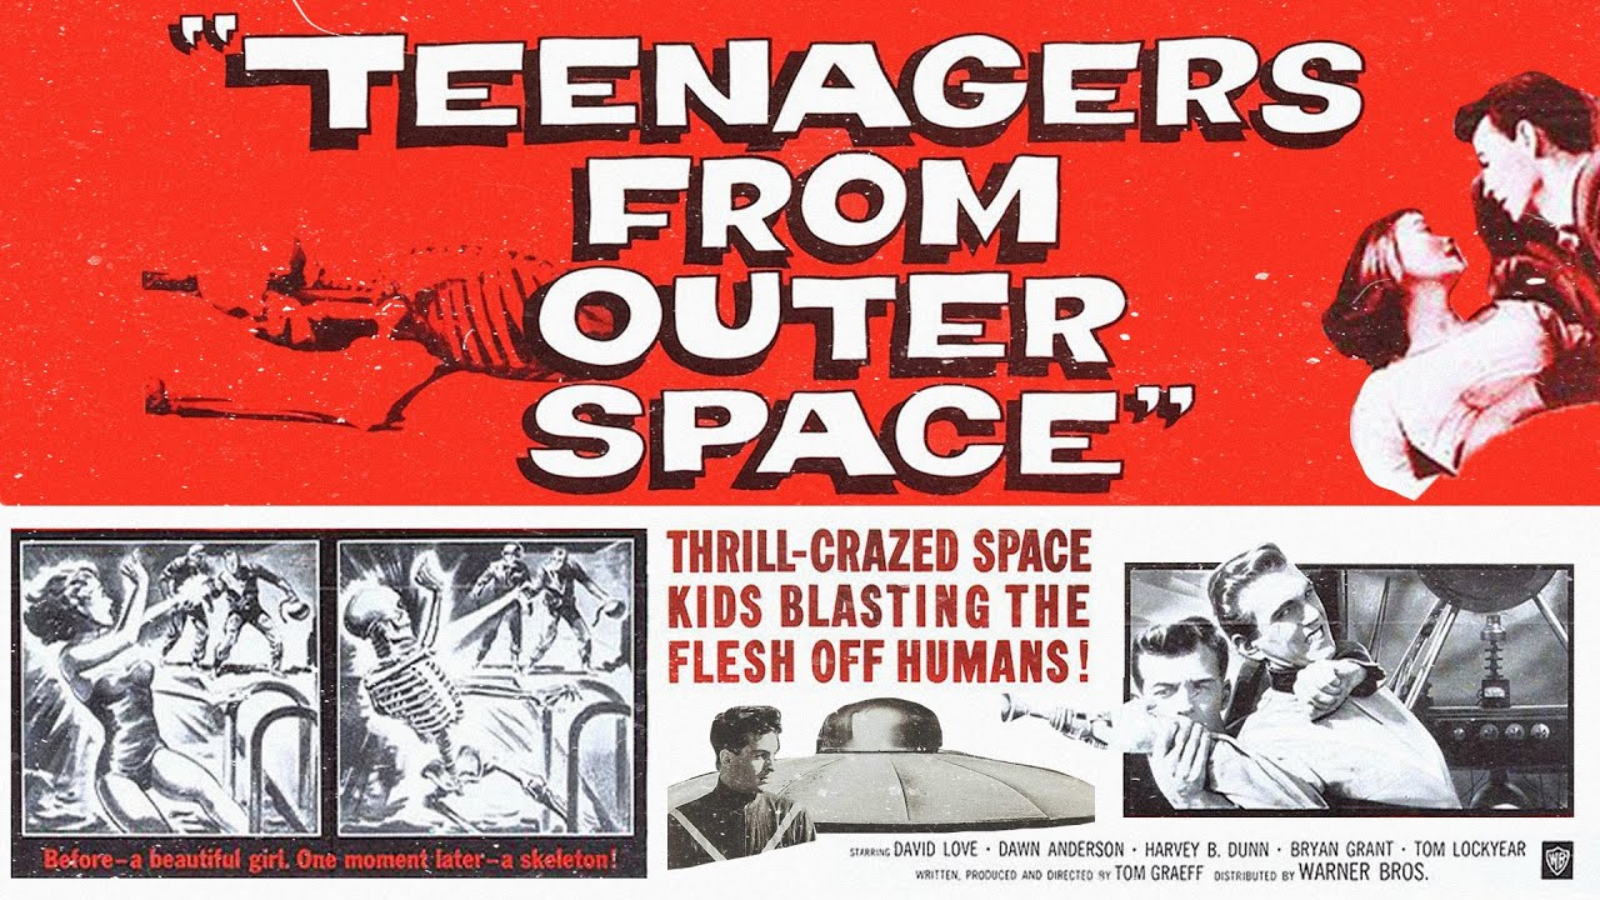 "TEENAGERS
FROM
OUTER
SPACE"
THRILL-CRAZED SPACE
KIDS BLASTING THE
FLESH OFF HUMANS!
Before-a beautiful girl. One moment later-a skeleton!
STARRING DAVID LOVE · DAWN ANDERSON · HARVEY B. DUNN · BRYAN GRANT · TOM LOCKYEAR
WRITTEN, PRODUCED AND DIRECTED BY TOM GRAEFF DISTRIBUTED BY WARNER BROS.
WB